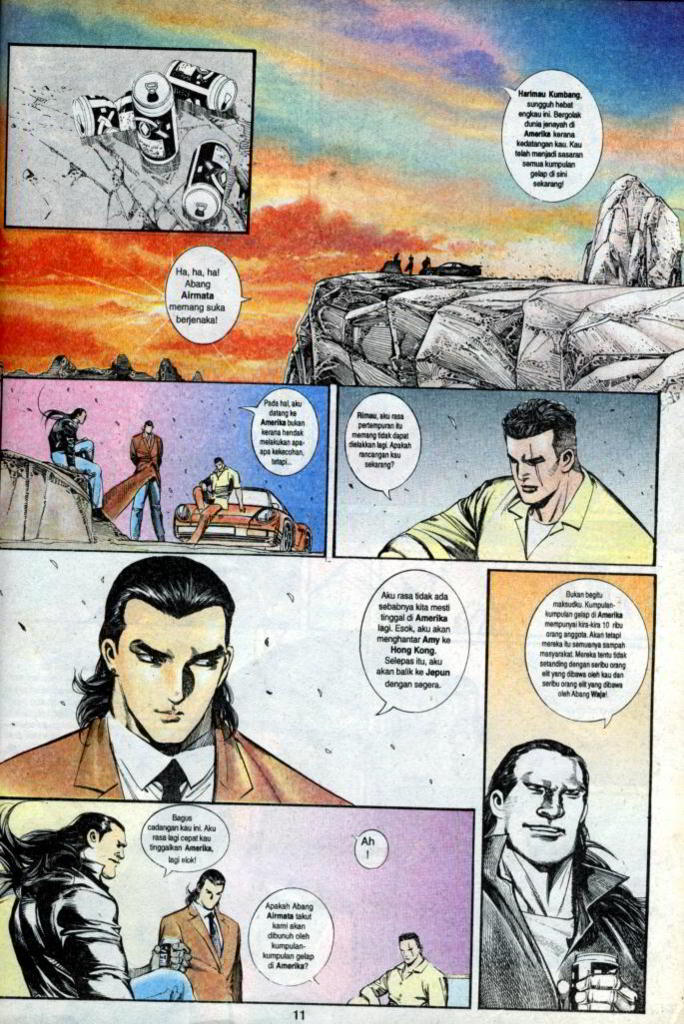 Harimau Kumbang,
sungguh hebat
engkau ini. Bergolak
dunia jenayah di
Amerika kerana
kedatangan kau. Kau
telah menjadi sasaran
semua kumpulan
gelap di sini
sekarang!
Ha, ha, ha!
Abang
Airmata
memang suka
berjenaka!
Pada hal, aku
datang ke
Amerika bukan
kerana hendak
melakukan apa-
apa kekecohan,
tetapi...
Riimau, aku rasa
pertempuran itu
memang tidak dapat
dielakkan lagi. Apakah
rancangan kau
sekarang?
Aku rasa tidak ada
sebabnya kita mesti
tinggal di Amerika
lagi. Esok, aku akan
menghantar Amy ke
Hong Kong.
Selepas itu, aku
akan balik ke Jepun
dengan segera.
Bukan begitu
maksudku. Kumpulan-
kumpulan gelap di Amerika
mempunyai kira-kira 10 ribu
orang anggota. Akan tetapi
itu semuanya sampah
masyarakat. Mereka tentu tidak
setanding dengan seribu orang
elit yang dibawa oleh kau dan
seribu orang elit yang dibawa
oleh Abang Waja!
Bagus
cadangan kau ini. Aku
rasa lagi cepat kau
tinggalkan Amerika,
lagi elok!
Ah
!
Apakah Abang
Airmata takut
kami akan
dibunuh oleh
kumpulan-
kumpulan gelap
di Amerika?
11